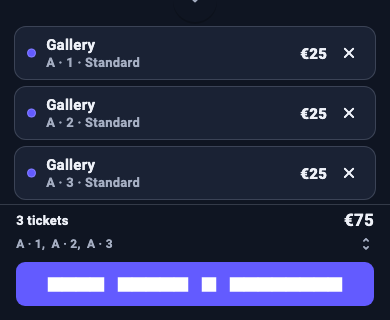 Gallery
A · 1 · Standard
€25
Gallery
A · 2 · Standard
€25
Gallery
A · 3 · Standard
€25
3 tickets
€75
A · 1, A · 2, A · 3